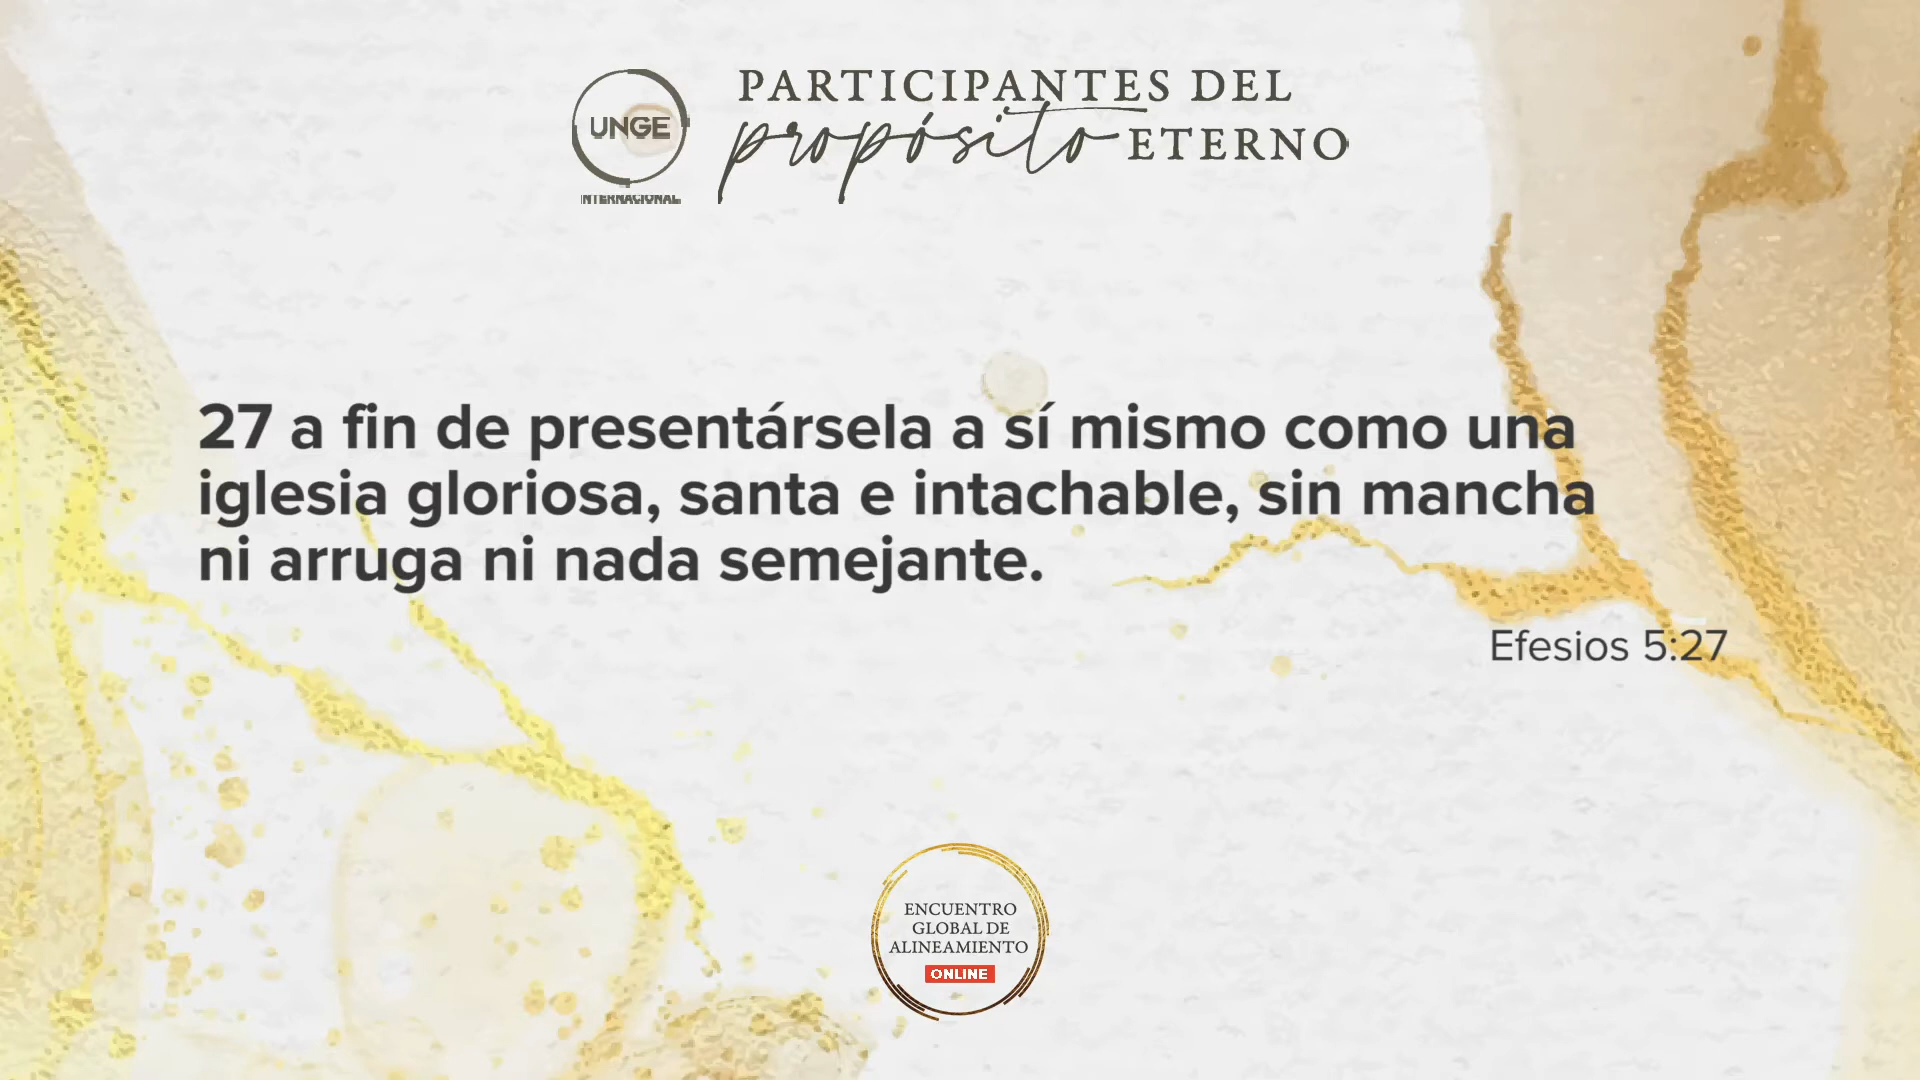 UNGE
INTERNACIONAL
PARTICIPANTES DEL
propósito ETERNO
27 a fin de presentársela a sí mismo como una
iglesia gloriosa, santa e intachable, sin mancha
ni arruga ni nada semejante.
Efesios 5:27
ENCUENTRO
GLOBAL DE
ALINEAMIENTO
ONLINE